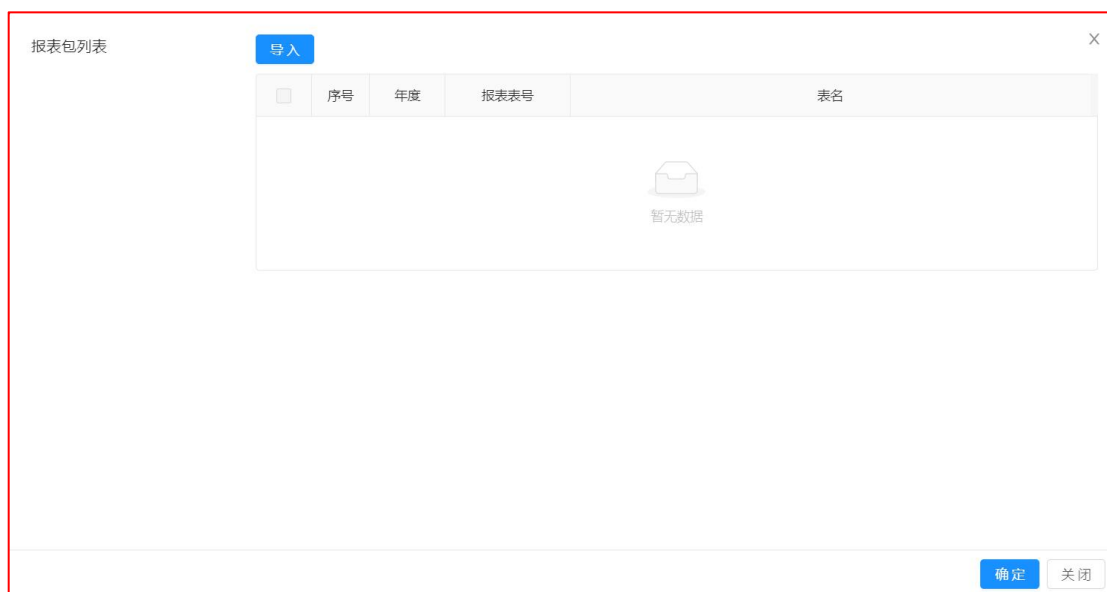 报表包列表
导入
序号 年度 报表表号 表名
暂无数据
确定 关闭